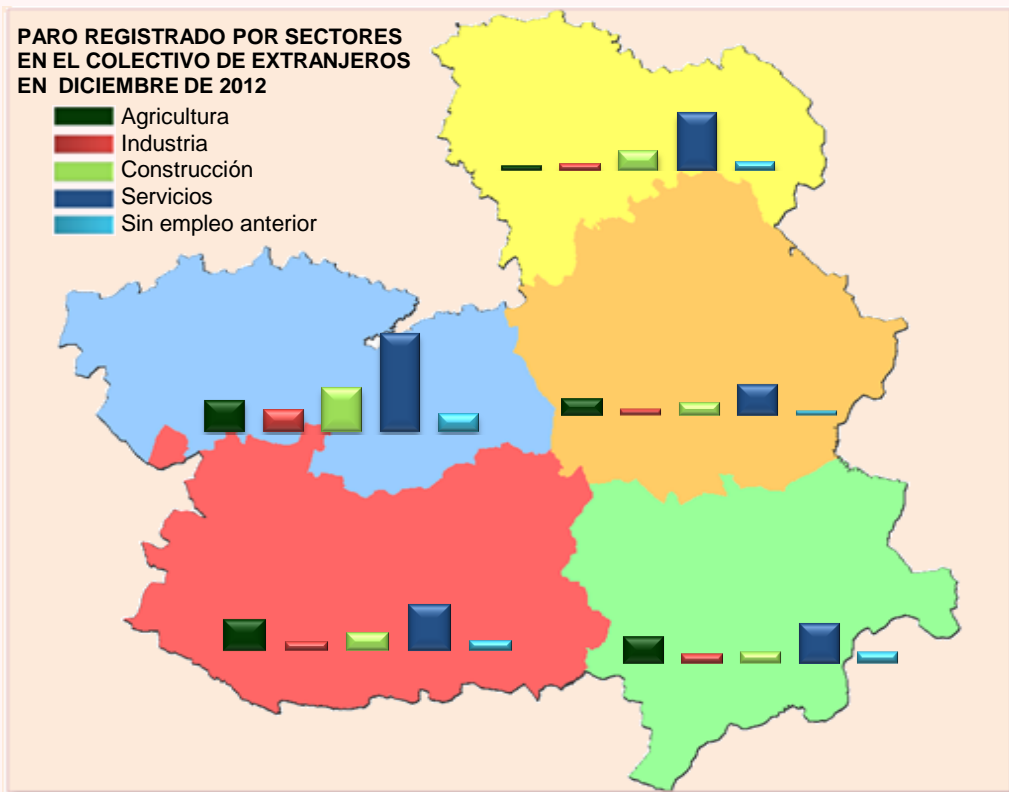 PARO REGISTRADO POR SECTORES
EN EL COLECTIVO DE EXTRANJEROS
EN DICIEMBRE DE 2012
Agricultura
Industria
Construcción
Servicios
Sin empleo anterior